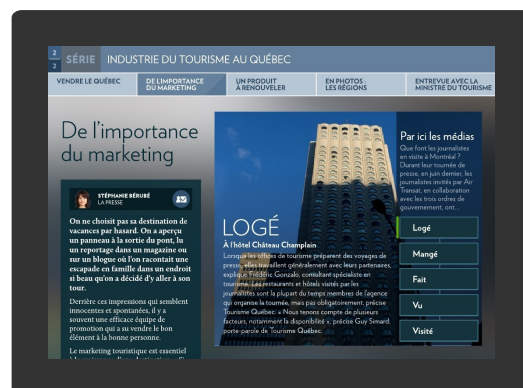 2
2
SÉRIE INDUSTRIE DU TOURISME AU QUÉBEC
VENDRE LE QUÉBEC
DE L'IMPORTANCE
DU MARKETING
UN PRODUIT
À RENOUVELER
EN PHOTOS :
LES RÉGIONS
ENTREVUE AVEC LA
MINISTRE DU TOURISME
De l'importance
du marketing
STÉPHANIE BÉRUBÉ
LA PRESSE
On ne choisit pas sa destination de
vacances par hasard. On a aperçu
un panneau à la sortie du pont, lu
un reportage dans un magazine ou
sur un blogue où l'on racontait une
escapade en famille dans un endroit
si beau qu'on a décidé d'y aller à son
tour.
Derrière ces impressions qui semblent
innocentes et spontanées, il y a
souvent une efficace équipe de
promotion qui a su vendre le bon
élément à la bonne personne.
Le marketing touristique est essentiel
LOGÉ
À l'hôtel Château Champlain
Lorsque les offices de tourisme préparent des voyages de
presse, elles travaillent généralement avec leurs partenaires,
explique Frédéric Gonzalo, consultant spécialiste en
tourisme. Les restaurants et hôtels visités par les
journalistes sont la plupart du temps membres de l'agence
qui organise la tournée, mais pas obligatoirement, précise
Tourisme Québec. « Nous tenons compte de plusieurs
facteurs, notamment la disponibilité », précise Guy Simard,
porte-parole de Tourisme Québec.
Par ici les médias
Que font les journalistes
en visite à Montréal ?
Durant leur tournée de
presse, en juin dernier, les
journalistes invités par Air
Transat, en collaboration
avec les trois ordres de
gouvernement, ont...
Logé
Mangé
Fait
Vu
Visité